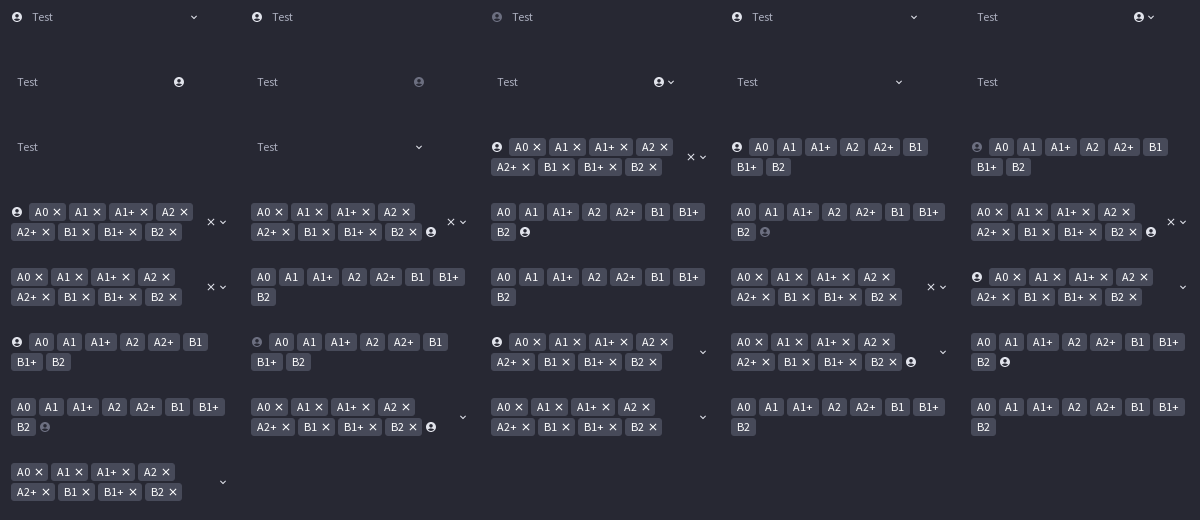 Test
Test
Test
Test
Test
Test
Test
Test
Test
Test
Test
Test
A0 A1 A1+ A2
A2+ B1 B1+ B2
A0 A1 A1+ A2 A2+ B1
B1+ B2
A0 A1 A1+ A2 A2+ B1
B1+ B2
A0 A1 A1+ A2
A2+ B1 B1+ B2
A0 A1 A1+ A2
A2+ B1 B1+ B2
A0 A1 A1+ A2 A2+ B1 B1+
B2
A0 A1 A1+ A2 A2+ B1 B1+
B2
A0 A1 A1+ A2
A2+ B1 B1+ B2
A0 A1 A1+ A2
A2+ B1 B1+ B2
A0 A1 A1+ A2 A2+ B1 B1+
B2
A0 A1 A1+ A2 A2+ B1 B1+
B2
A0 A1 A1+ A2
A2+ B1 B1+ B2
A0 A1 A1+ A2
A2+ B1 B1+ B2
A0 A1 A1+ A2 A2+ B1
B1+ B2
A0 A1 A1+ A2 A2+ B1
B1+ B2
A0 A1 A1+ A2
A2+ B1 B1+ B2
A0 A1 A1+ A2
A2+ B1 B1+ B2
A0 A1 A1+ A2 A2+ B1 B1+
B2
A0 A1 A1+ A2 A2+ B1 B1+
B2
A0 A1 A1+ A2
A2+ B1 B1+ B2
A0 A1 A1+ A2
A2+ B1 B1+ B2
A0 A1 A1+ A2 A2+ B1 B1+
B2
A0 A1 A1+ A2 A2+ B1 B1+
B2
A0 A1 A1+ A2
A2+ B1 B1+ B2